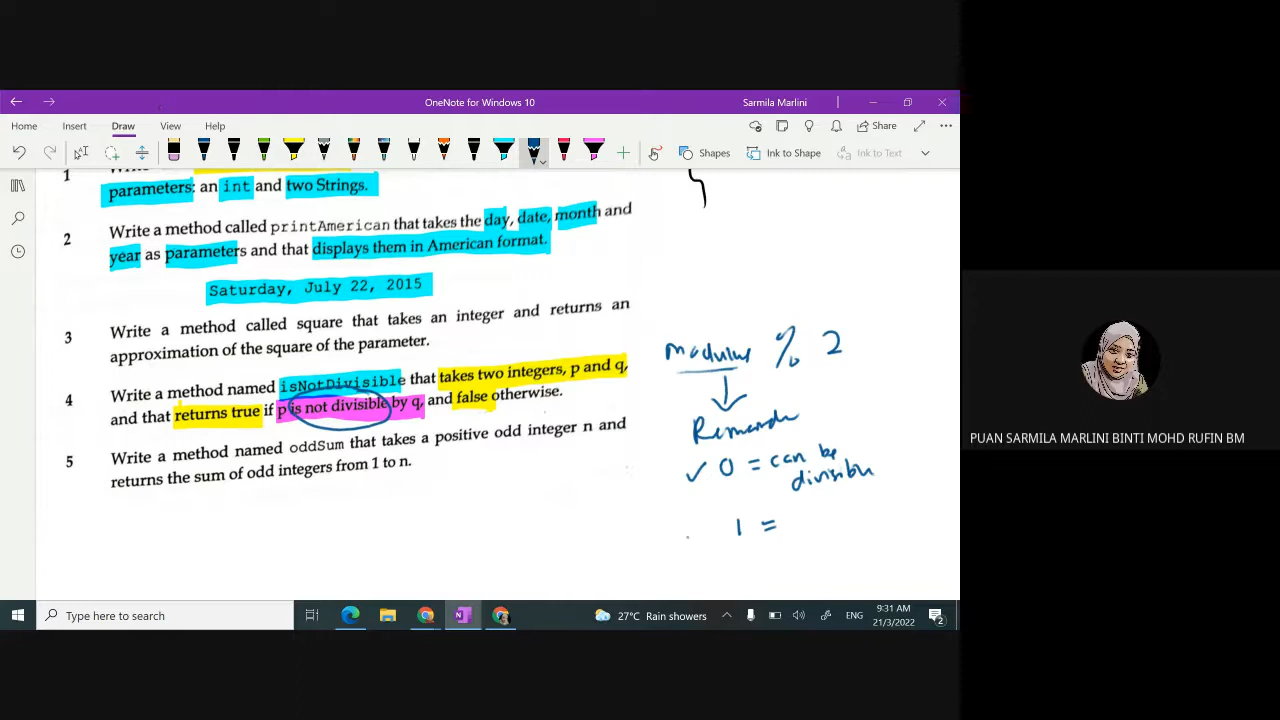 OneNote for Windows 10
Sarmila Marlini
Home Insert Draw View Help
Share
Shapes Ink to Shape Ink to Text
1
parameters: an int and two Strings.
2 Write a method called printAmerican that takes the day, date, month and
year as parameters and that displays them in American format.
Saturday, July 22, 2015
3 Write a method called square that takes an integer and returns an
approximation of the square of the parameter.
4 Write a method named isNotDivisible that takes two integers, p and q,
and that returns true if p is not divisible by q, and false otherwise.
5 Write a method named oddSum that takes a positive odd integer n and
returns the sum of odd integers from 1 to n.
modulus % 2
✓ 0 = can be
1 =
PUAN SARMILA MARLINI BINTI MOHD RUFIN BM
Type here to search
27°C Rain showers
ENG
9:31 AM
21/3/2022
2